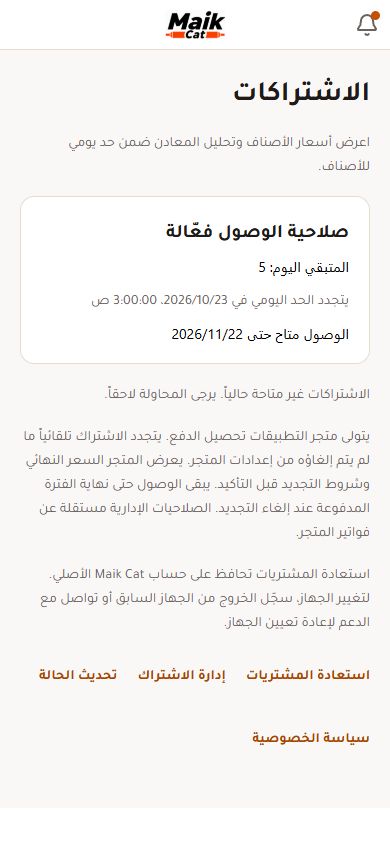 Maik
Cat
الاشتراكات
اعرض أسعار الأصناف وتحليل المعادن ضمن حد يومي
للأصناف.
صلاحية الوصول فعّالة
المتبقي اليوم: 5
يتجدد الحد اليومي في 2026/10/23، 3:00:00 ص
الوصول متاح حتى 2026/11/22
الاشتراكات غير متاحة حالياً. يرجى المحاولة لاحقاً.
يتولى متجر التطبيقات تحصيل الدفع. يتجدد الاشتراك تلقائياً ما
لم يتم إلغاؤه من إعدادات المتجر. يعرض المتجر السعر النهائي
وشروط التجديد قبل التأكيد. يبقى الوصول حتى نهاية الفترة
المدفوعة عند إلغاء التجديد. الصلاحيات الإدارية مستقلة عن
فواتير المتجر.
استعادة المشتريات تحافظ على حساب Maik Cat الأصلي.
لتغيير الجهاز، سجّل الخروج من الجهاز السابق أو تواصل مع
الدعم لإعادة تعيين الجهاز.
استعادة المشتريات إدارة الاشتراك تحديث الحالة
سياسة الخصوصية